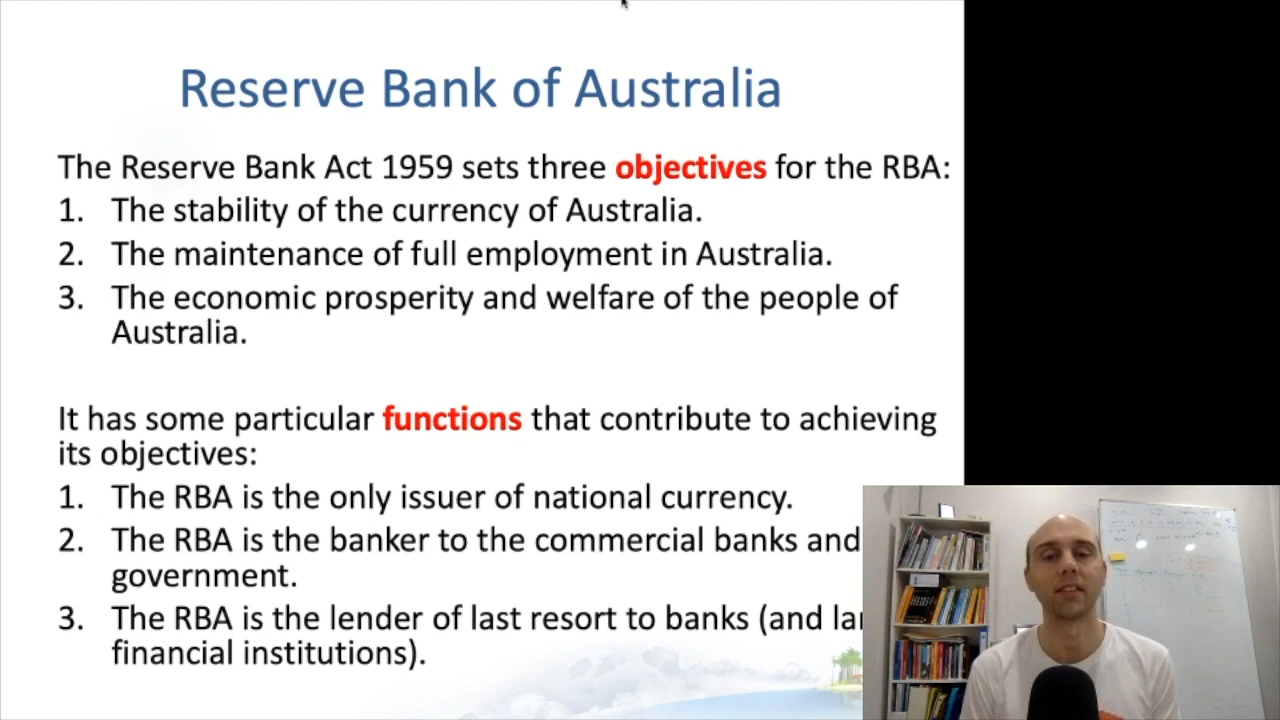 Reserve Bank of Australia
The Reserve Bank Act 1959 sets three objectives for the RBA:
1. The stability of the currency of Australia.
2. The maintenance of full employment in Australia.
3. The economic prosperity and welfare of the people of
Australia.
It has some particular functions that contribute to achieving
its objectives:
1. The RBA is the only issuer of national currency.
2. The RBA is the banker to the commercial banks and
government.
3. The RBA is the lender of last resort to banks (and
financial institutions).